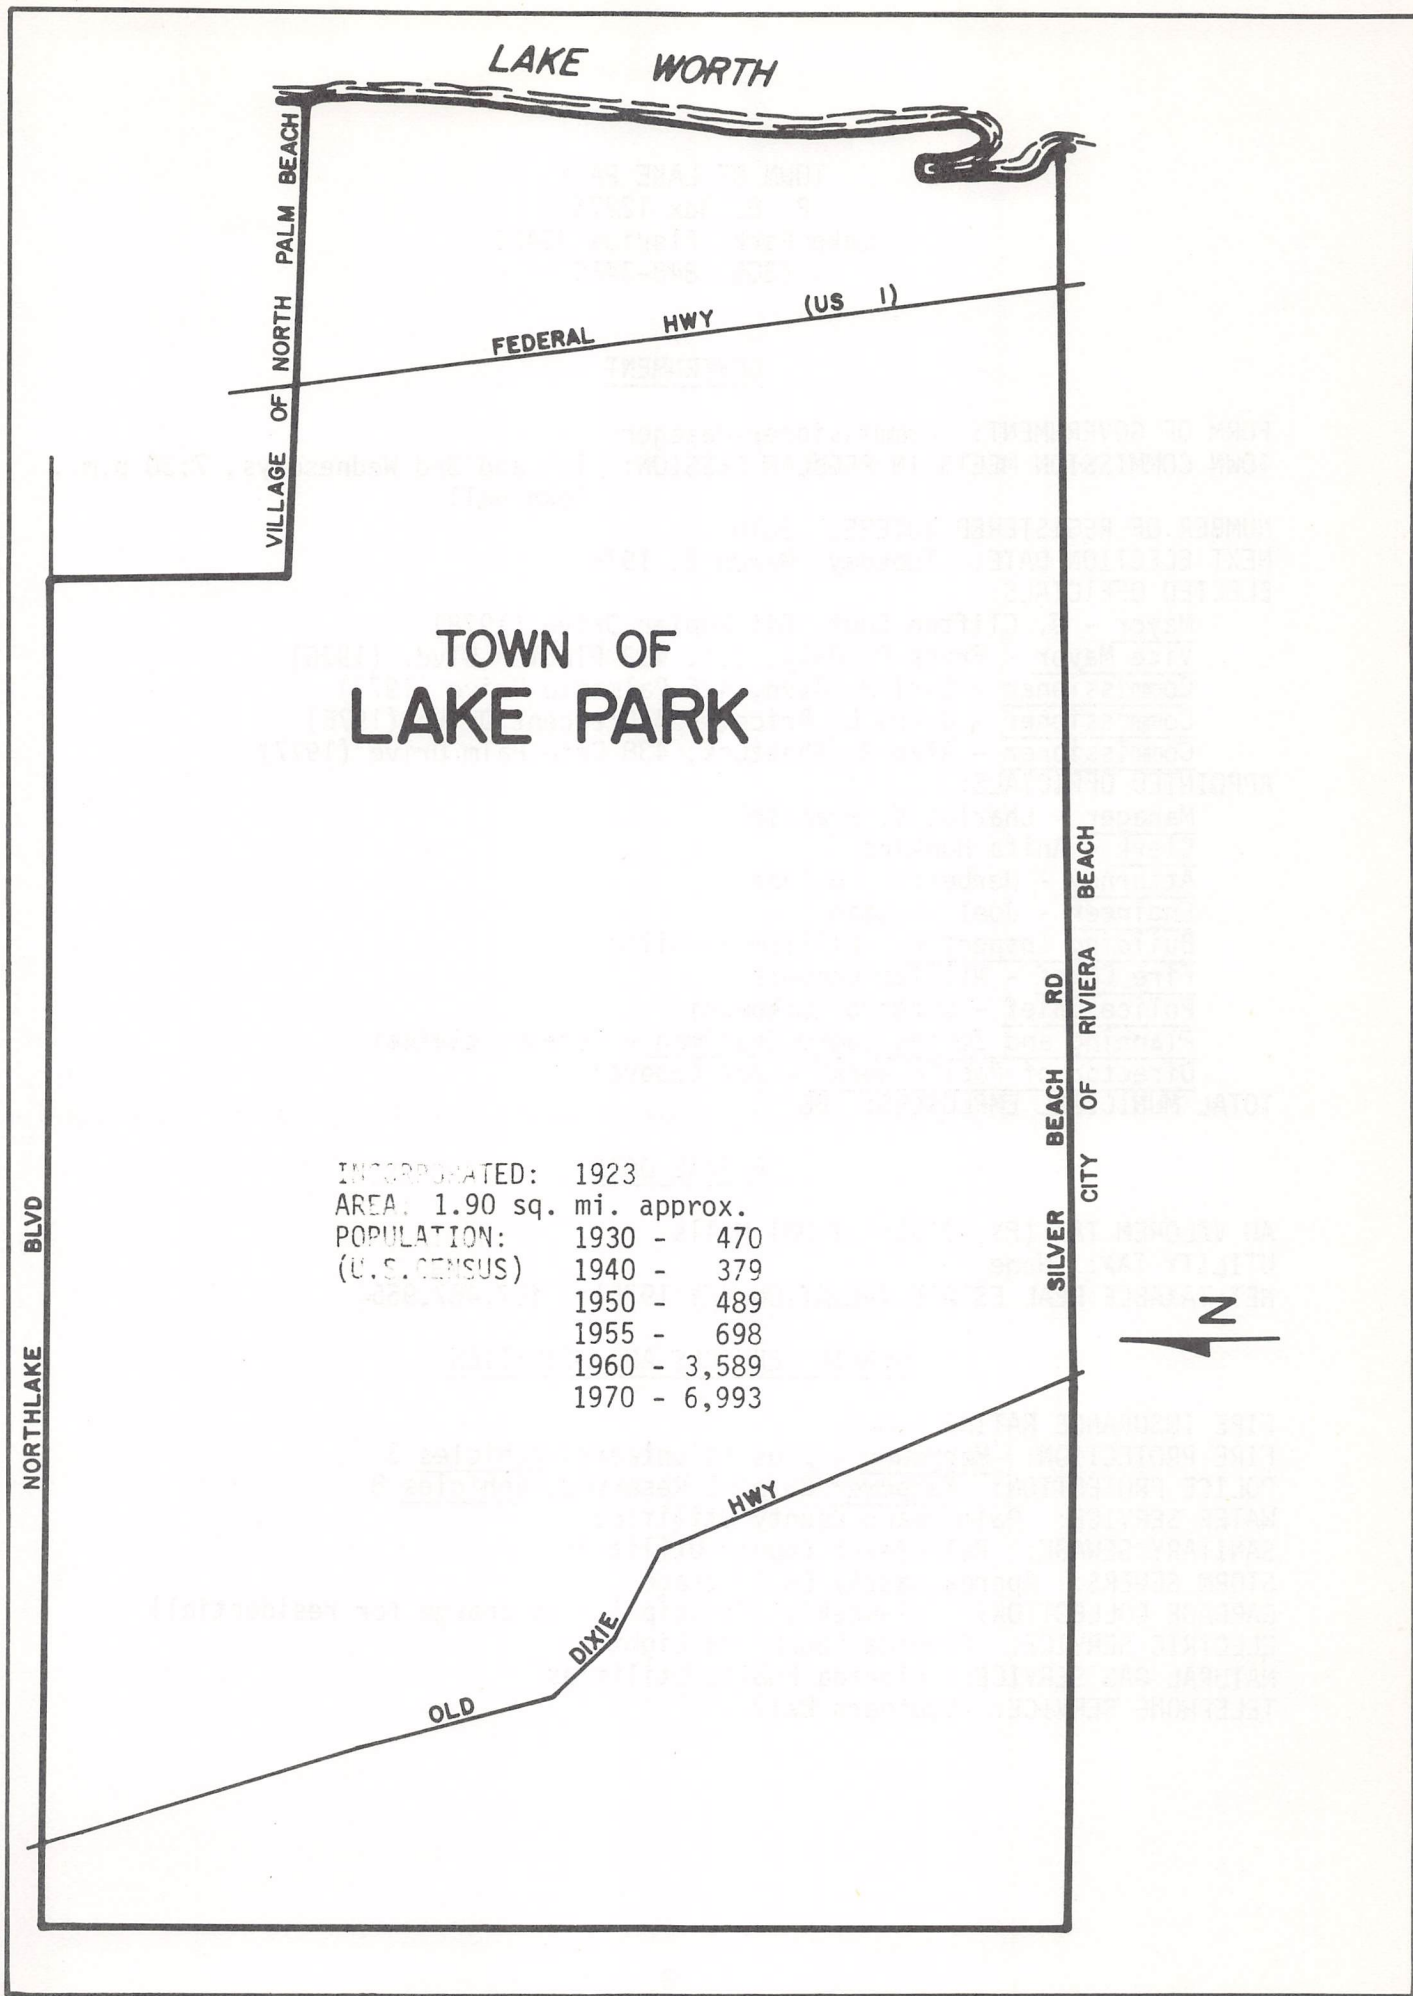 LAKE WORTH
VILLAGE OF NORTH PALM BEACH
FEDERAL HWY (US 1)
TOWN OF
LAKE PARK
SILVER BEACH RD
CITY OF RIVIERA BEACH
NORTHLAKE BLVD
INCORPORATED: 1923
AREA: 1.90 sq. mi. approx.
POPULATION: 1930 - 470
(U.S.CENSUS) 1940 - 379
1950 - 489
1955 - 698
1960 - 3,589
1970 - 6,993
N
OLD DIXIE HWY